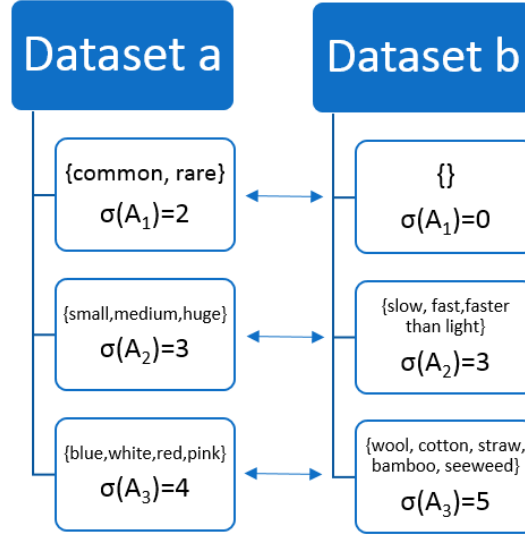 Dataset a
{common, rare}
σ(A₁)=2
{small,medium,huge}
σ(A₂)=3
{blue,white,red,pink}
σ(A₃)=4
Dataset b
{}
σ(A₁)=0
{slow, fast,faster
than light}
σ(A₂)=3
{wool, cotton, straw,
bamboo, seeweed}
σ(A₃)=5